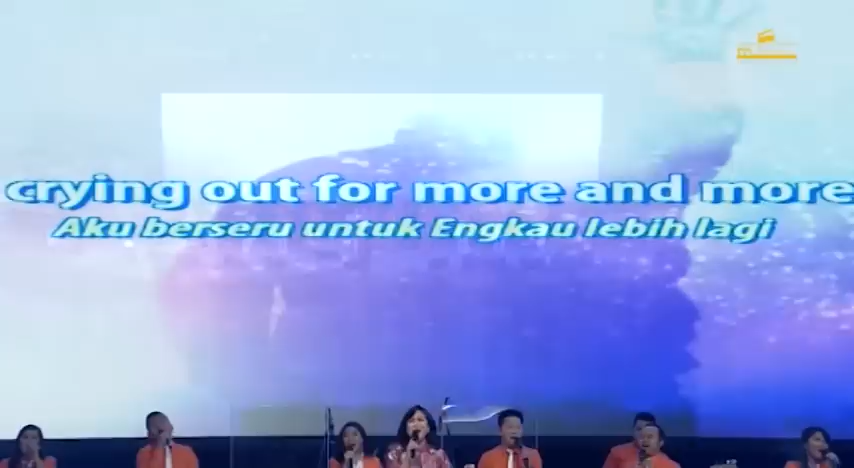 crying out for more and more
Aku berseru untuk Engkau lebih lagi